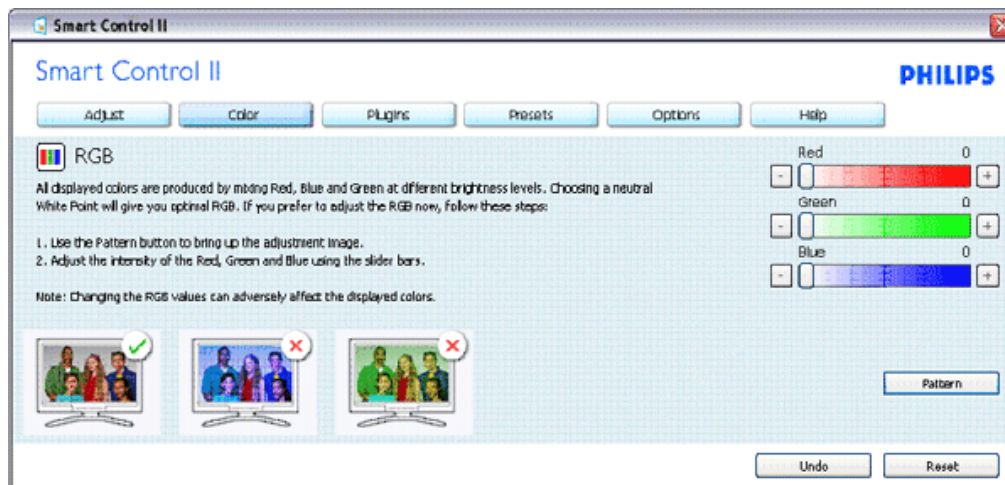 Smart Control II
Smart Control II
PHILIPS
Adjust Color Plugins Presets Options Help
RGB
All displayed colors are produced by mixing Red, Blue and Green at different brightness levels. Choosing a neutral
White Point will give you optimal RGB. If you prefer to adjust the RGB now, follow these steps:
1. Use the Pattern button to bring up the adjustment image.
2. Adjust the intensity of the Red, Green and Blue using the slider bars.
Note: Changing the RGB values can adversely affect the displayed colors.
Red 0
- +
Green 0
- +
Blue 0
- +
Pattern
Undo Reset